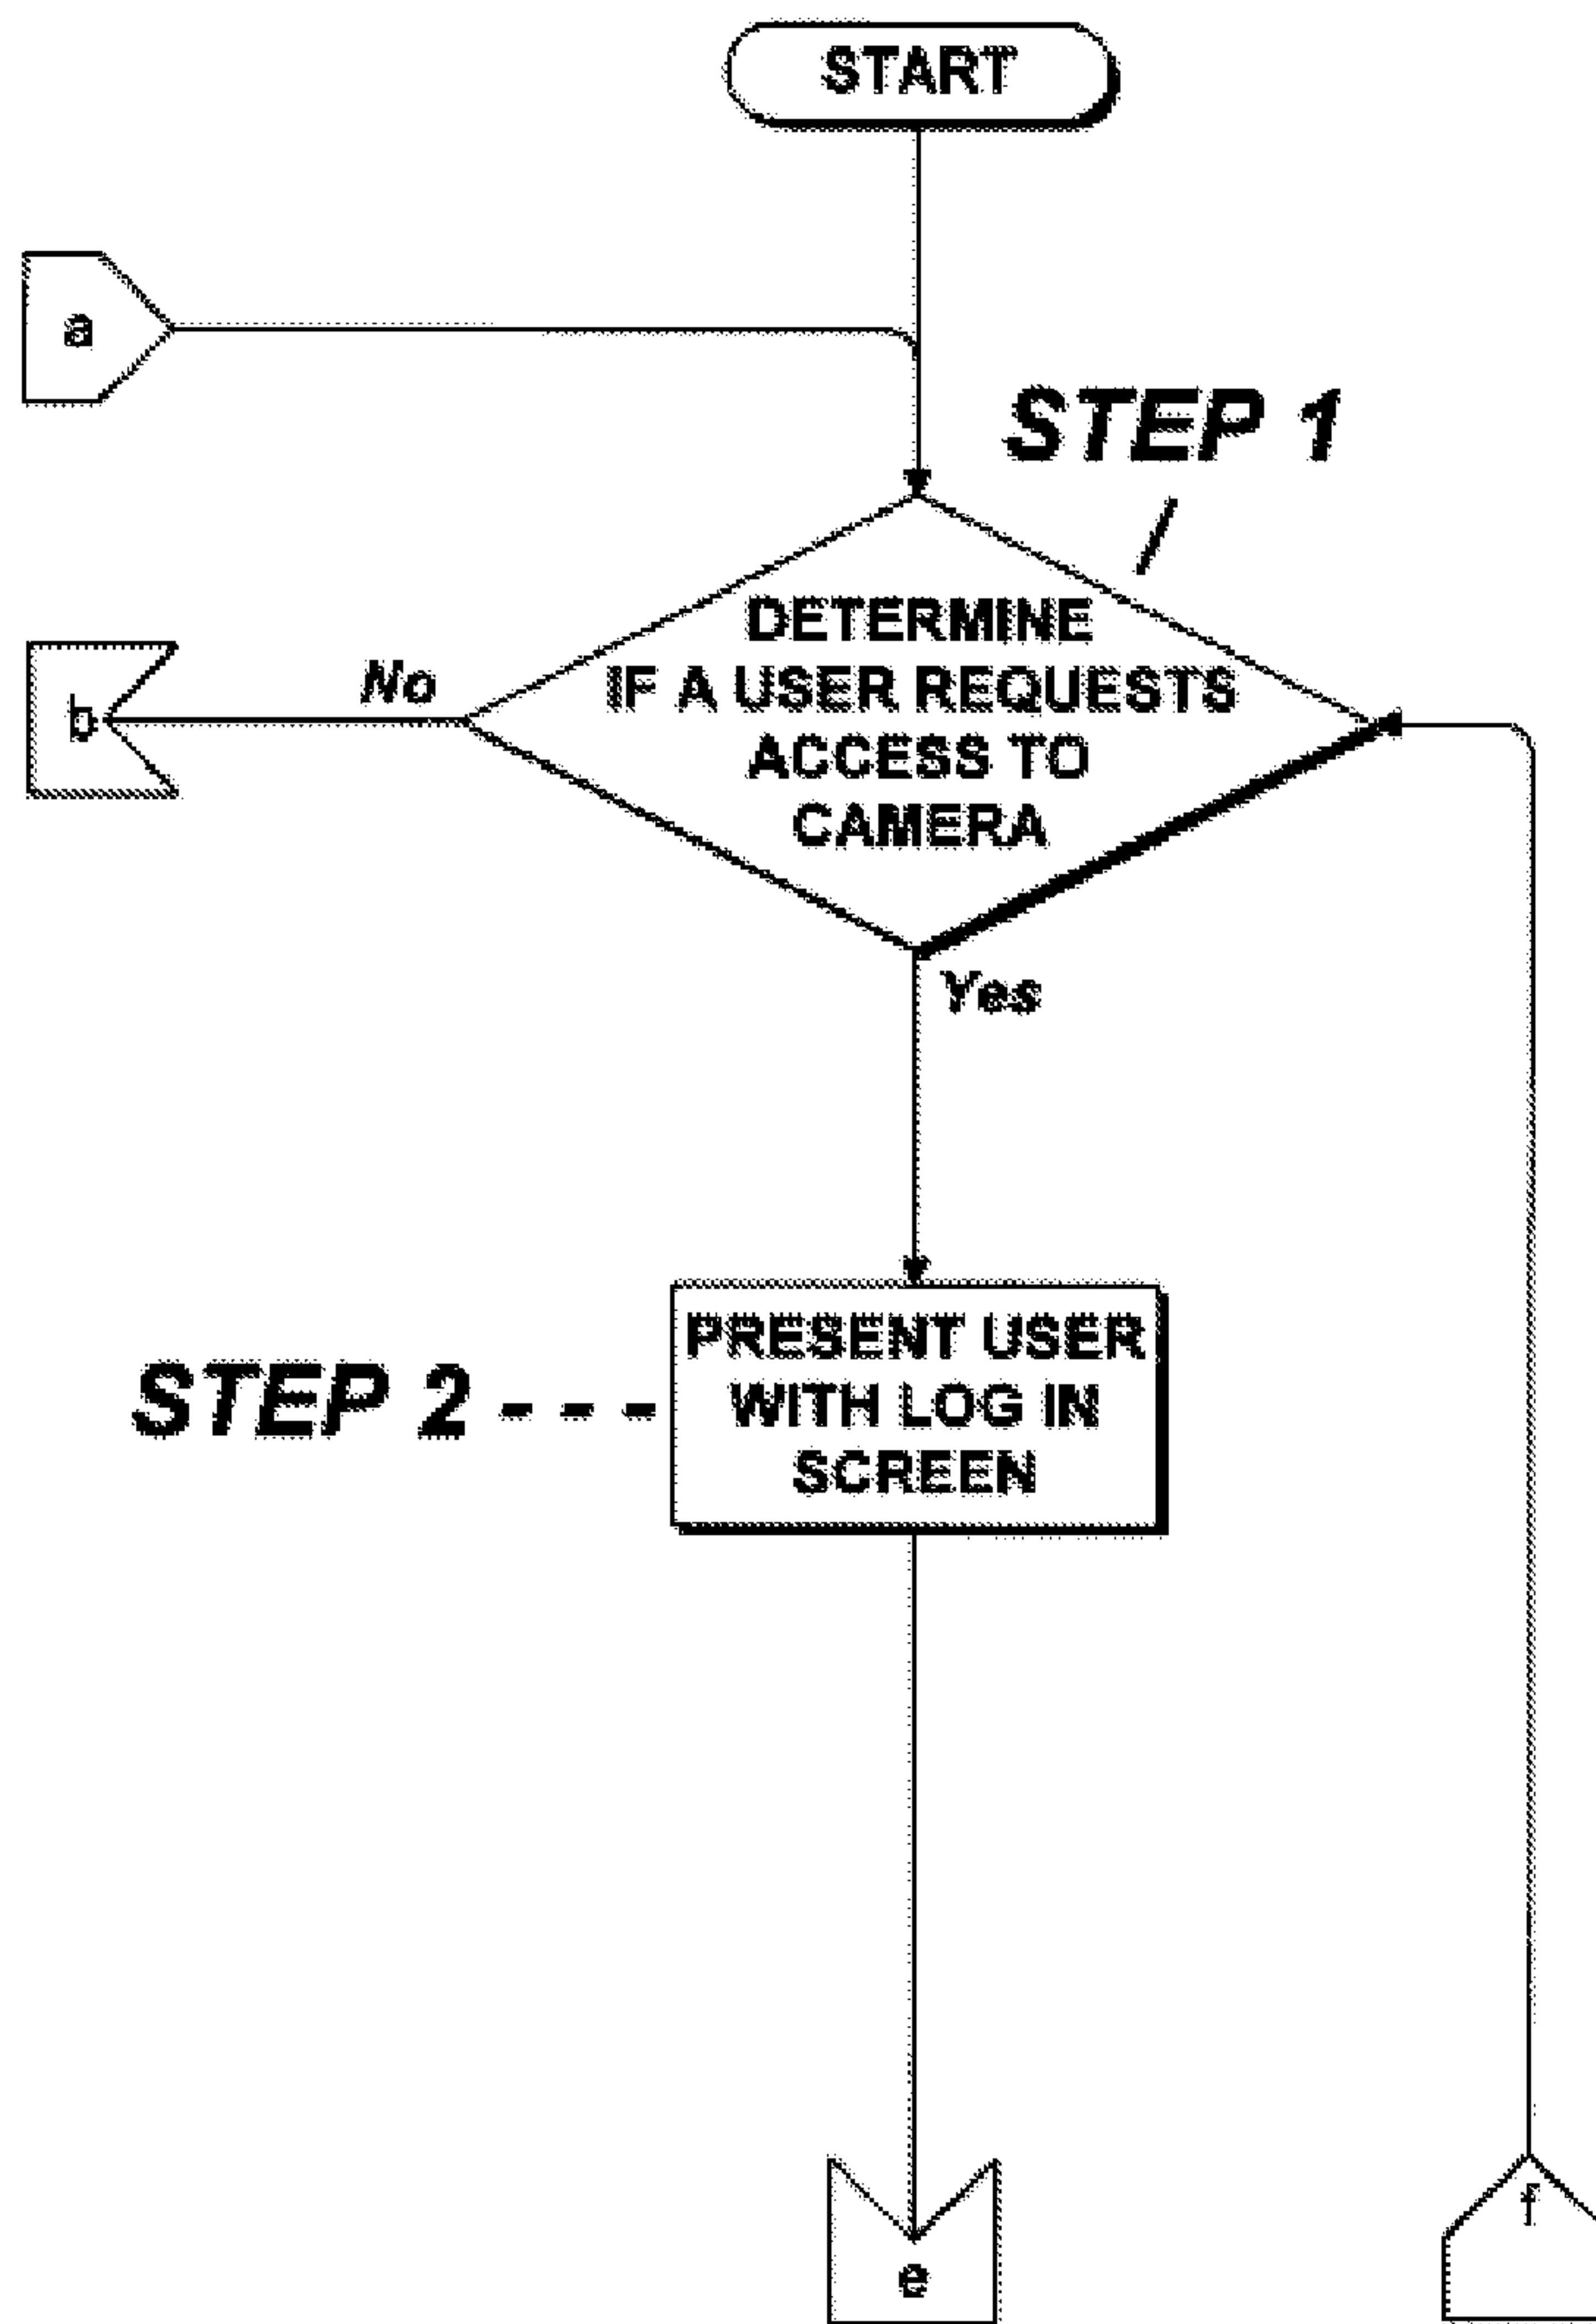 START
a
STEP 1
DETERMINE
IF A USER REQUESTS
ACCESS TO
CAMERA
No
b
Yes
PRESENT USER
WITH LOG IN
SCREEN
STEP 2 - - -
e
f